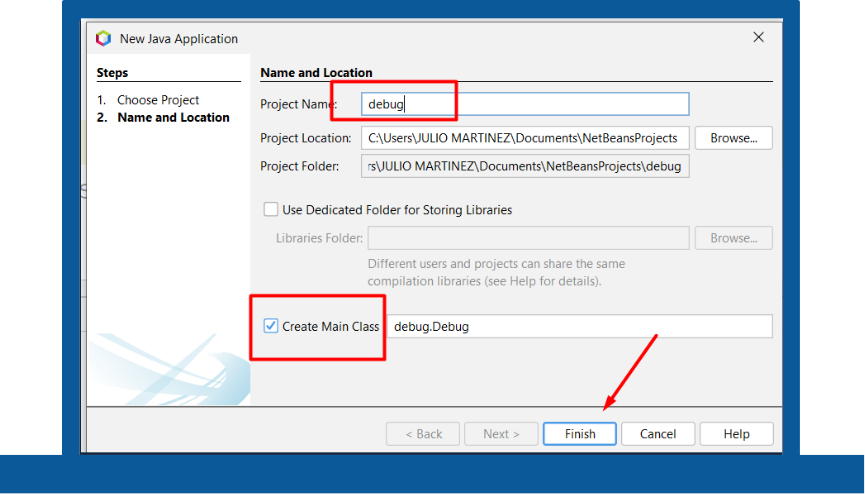 New Java Application
Steps
1. Choose Project
2. Name and Location
Name and Location
Project Name: debug
Project Location: C:\Users\JULIO MARTINEZ\Documents\NetBeansProjects Browse...
Project Folder: rs\JULIO MARTINEZ\Documents\NetBeansProjects\debug
Use Dedicated Folder for Storing Libraries
Libraries Folder: Browse...
Different users and projects can share the same
compilation libraries (see Help for details).
Create Main Class debug.Debug
< Back Next > Finish Cancel Help